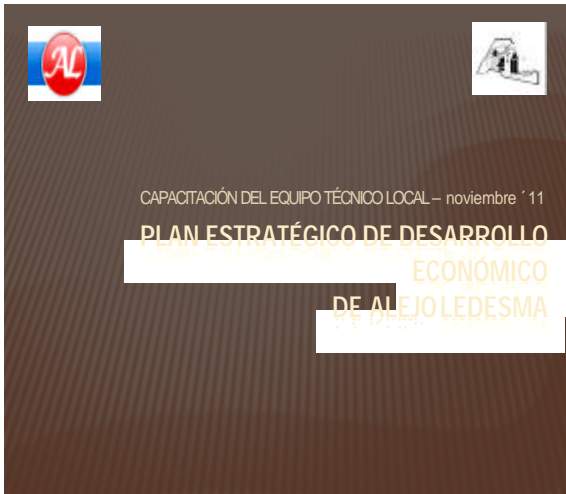 AL
CAPACITACIÓN DEL EQUIPO TÉCNICO LOCAL – noviembre ´11
PLAN ESTRATÉGICO DE DESARROLLO
ECONÓMICO
DE ALEJO LEDESMA